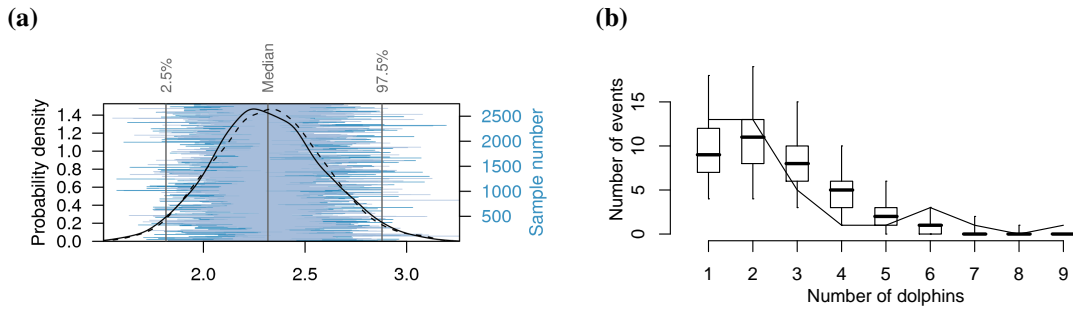 (a)
2.5%
Median
97.5%
Probability density
1.4
1.2
1.0
0.8
0.6
0.4
0.2
0.0
2500
2000
1500
1000
500
Sample number
2.0 2.5 3.0
(b)
Number of events
15
10
5
0
1 2 3 4 5 6 7 8 9
Number of dolphins